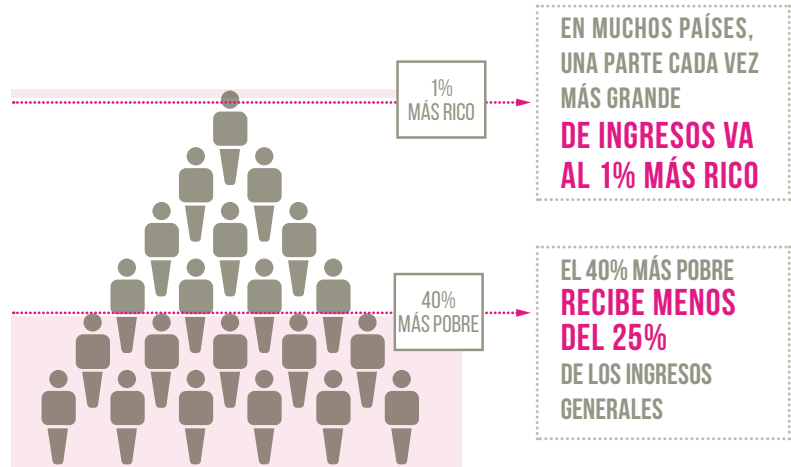 1%
MÁS RICO
EN MUCHOS PAÍSES,
UNA PARTE CADA VEZ
MÁS GRANDE
DE INGRESOS VA
AL 1% MÁS RICO
40%
MÁS POBRE
EL 40% MÁS POBRE
RECIBE MENOS
DEL 25%
DE LOS INGRESOS
GENERALES